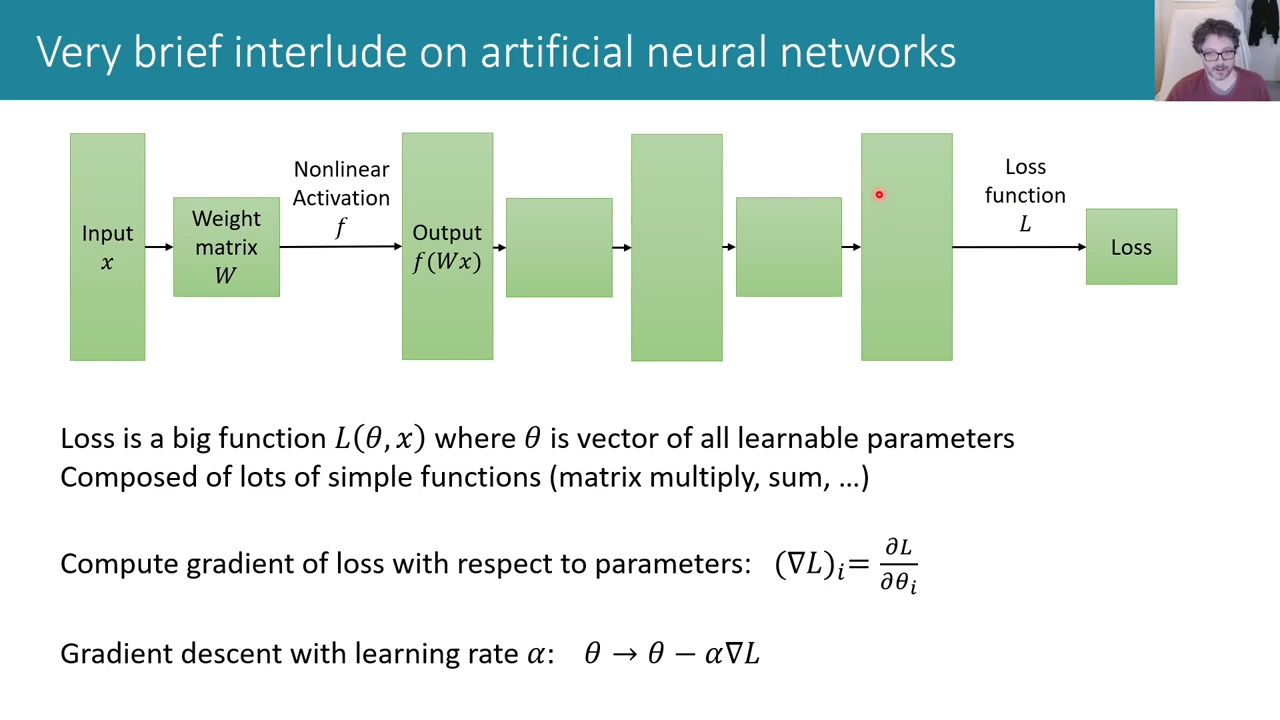 Very brief interlude on artificial neural networks
Input
x
Weight
matrix
W
Nonlinear
Activation
f
Output
f(Wx)
Loss
function
L
Loss
Loss is a big function L(θ, x) where θ is vector of all learnable parameters
Composed of lots of simple functions (matrix multiply, sum, …)
Compute gradient of loss with respect to parameters: (∇L)ᵢ= ∂L/∂θᵢ
Gradient descent with learning rate α: θ → θ − α∇L